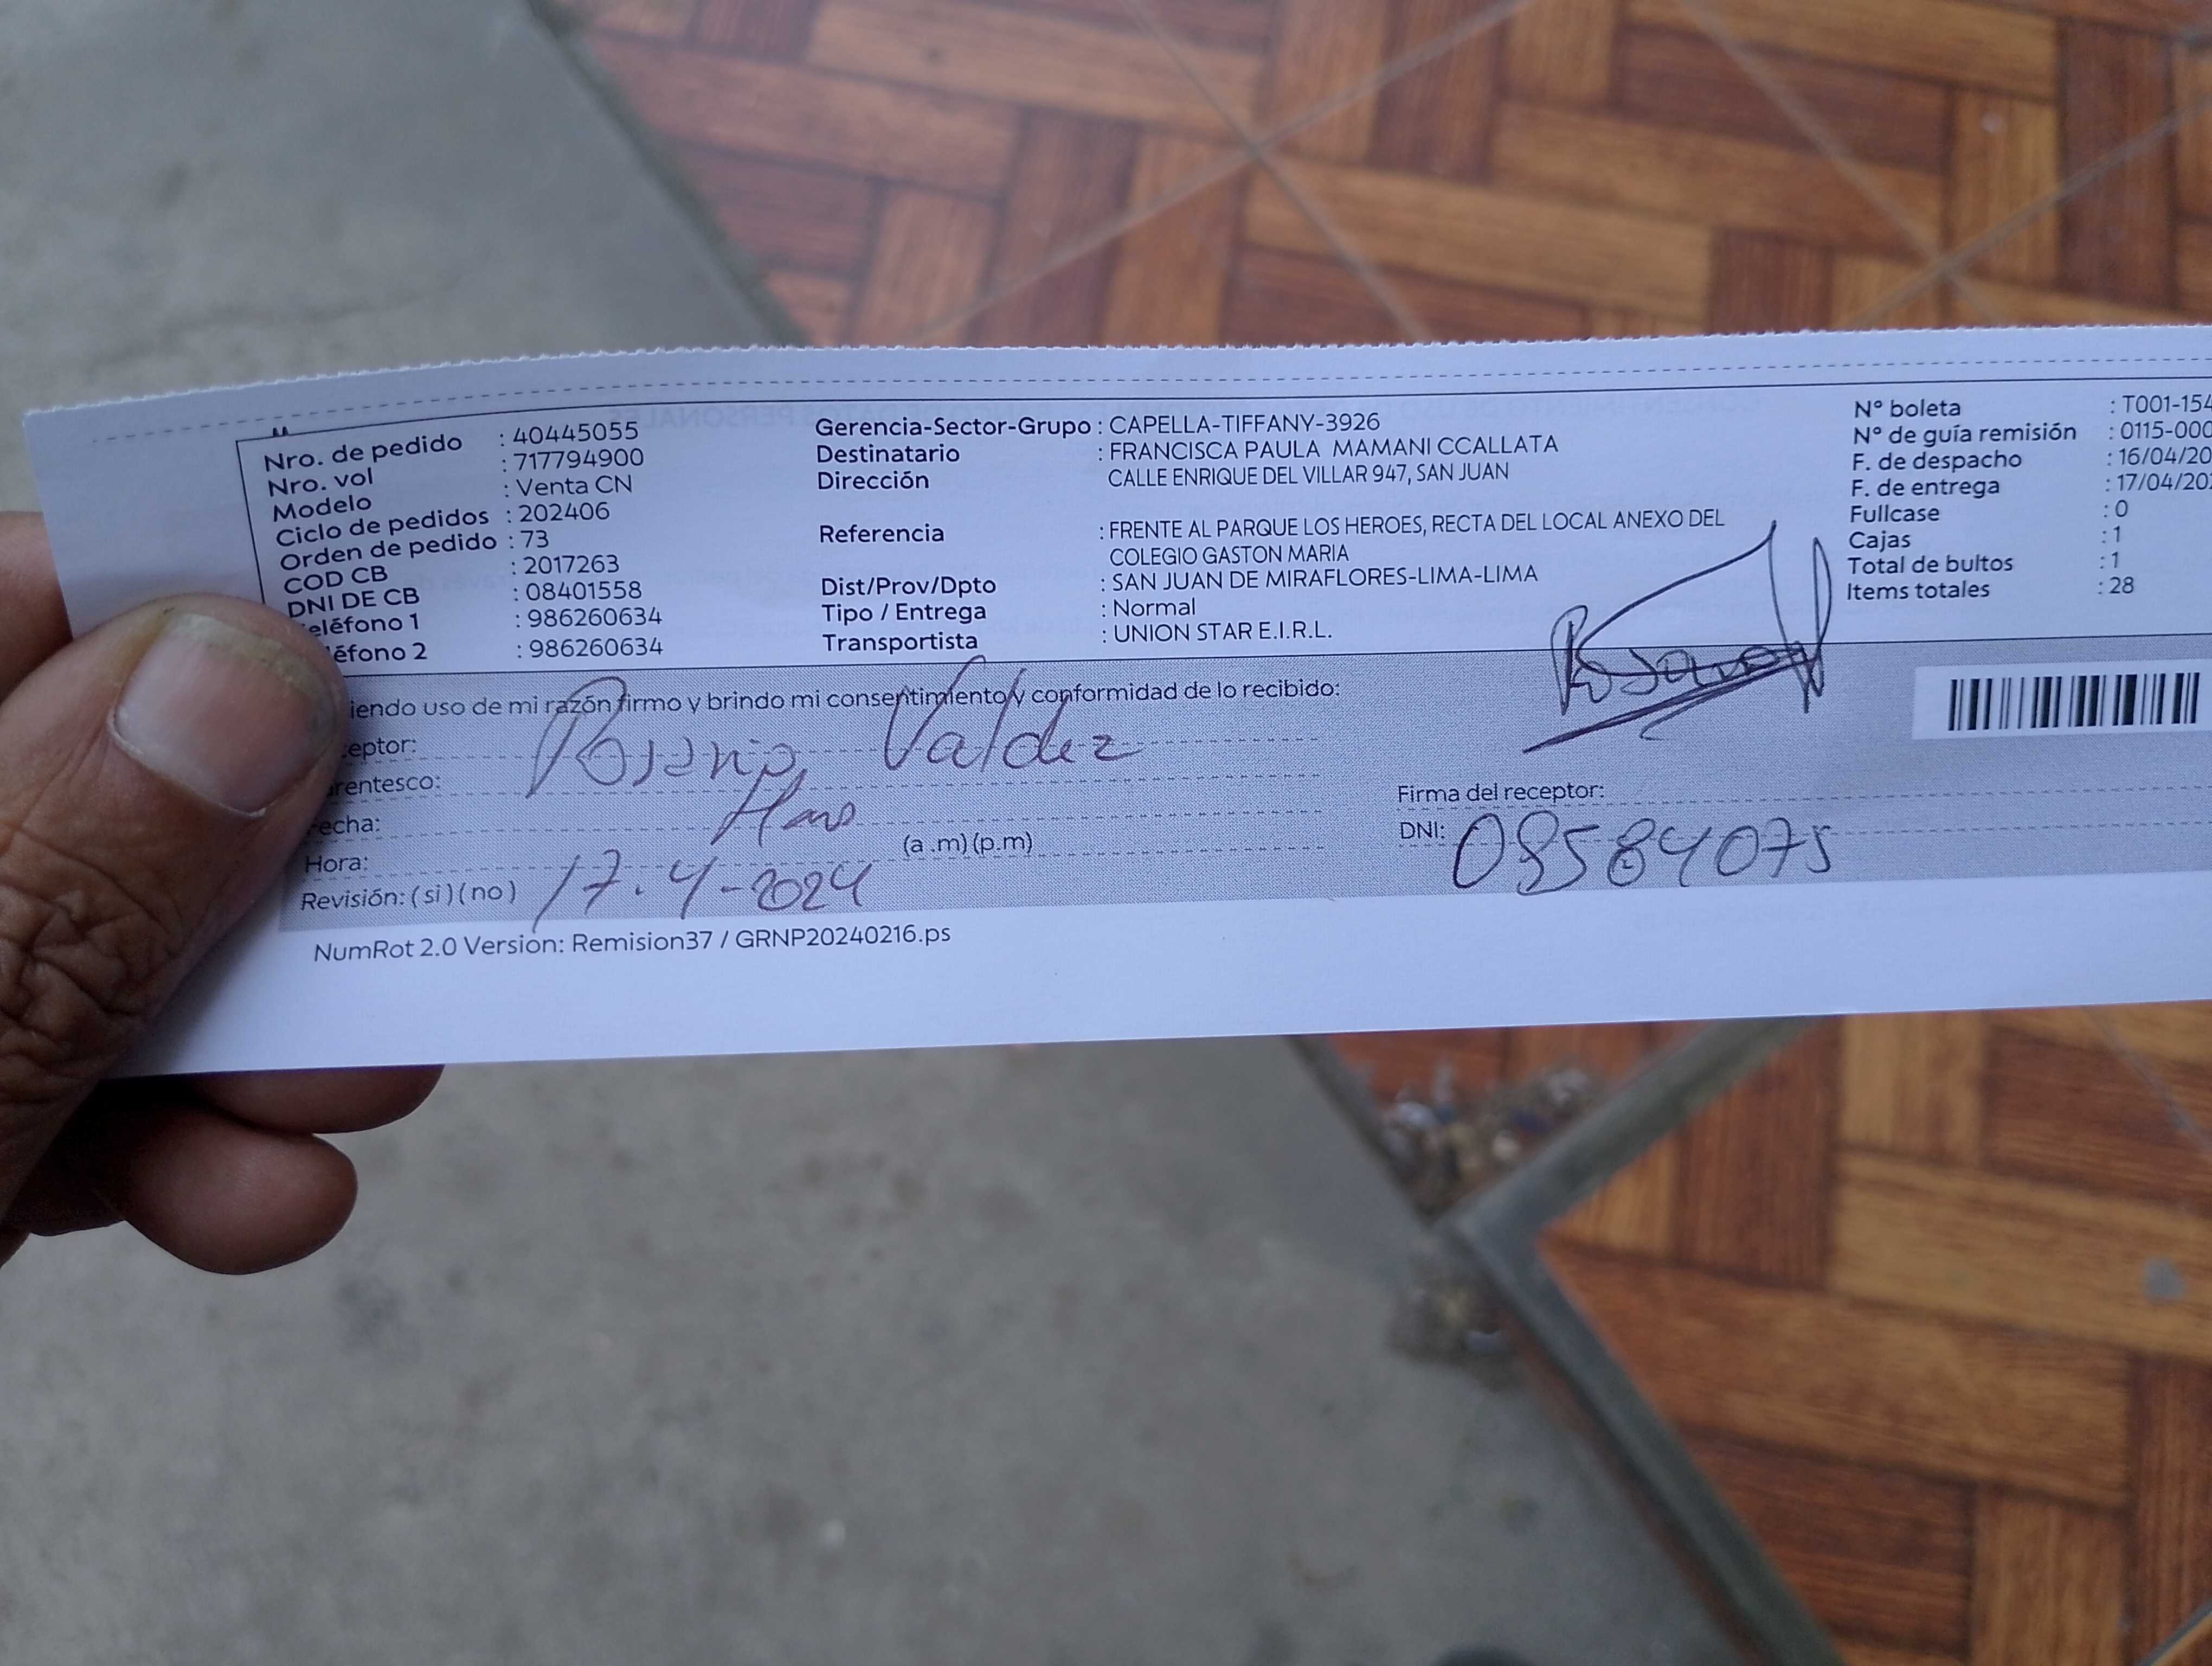 Nro. de pedido : 40445055
Nro. vol : 717794900
Modelo : Venta CN
Ciclo de pedidos : 202406
Orden de pedido : 73
COD CB : 2017263
DNI DE CB : 08401558
eléfono 1 : 986260634
éfono 2 : 986260634
Gerencia-Sector-Grupo : CAPELLA-TIFFANY-3926
Destinatario : FRANCISCA PAULA MAMANI CCALLATA
Dirección CALLE ENRIQUE DEL VILLAR 947, SAN JUAN
Referencia : FRENTE AL PARQUE LOS HEROES, RECTA DEL LOCAL ANEXO DEL
COLEGIO GASTON MARIA
Dist/Prov/Dpto : SAN JUAN DE MIRAFLORES-LIMA-LIMA
Tipo / Entrega : Normal
Transportista : UNION STAR E.I.R.L.
N° boleta : T001-154
N° de guía remisión : 0115-000
F. de despacho : 16/04/20
F. de entrega : 17/04/202
Fullcase : 0
Cajas : 1
Total de bultos : 1
Items totales : 28
iendo uso de mi razón firmo y brindo mi consentimiento y conformidad de lo recibido:
ceptor: Valdez
rentesco:
echa:
Hora: (a .m) (p.m)
Revisión: (si) (no) 17-4-2024
Firma del receptor:
DNI: 08584075
NumRot 2.0 Version: Remision37 / GRNP20240216.ps